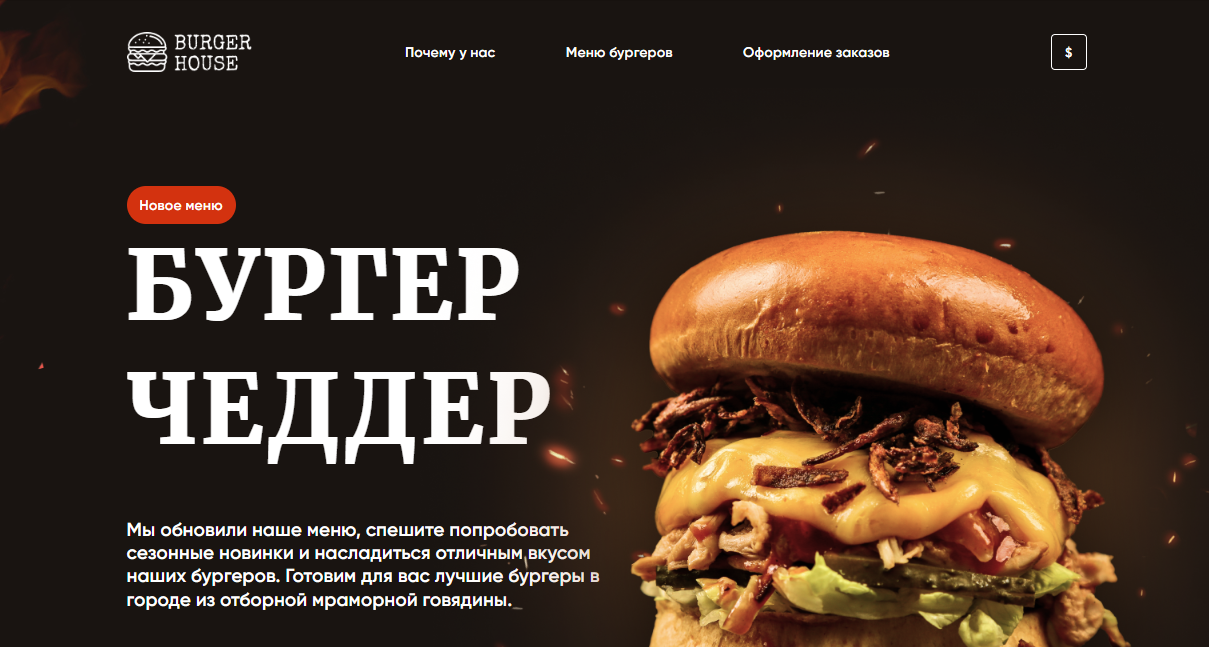 BURGER
HOUSE
Почему у нас
Меню бургеров
Оформление заказов
$
Новое меню
БУРГЕР
ЧЕДДЕР
Мы обновили наше меню, спешите попробовать
сезонные новинки и насладиться отличным вкусом
наших бургеров. Готовим для вас лучшие бургеры в
городе из отборной мраморной говядины.